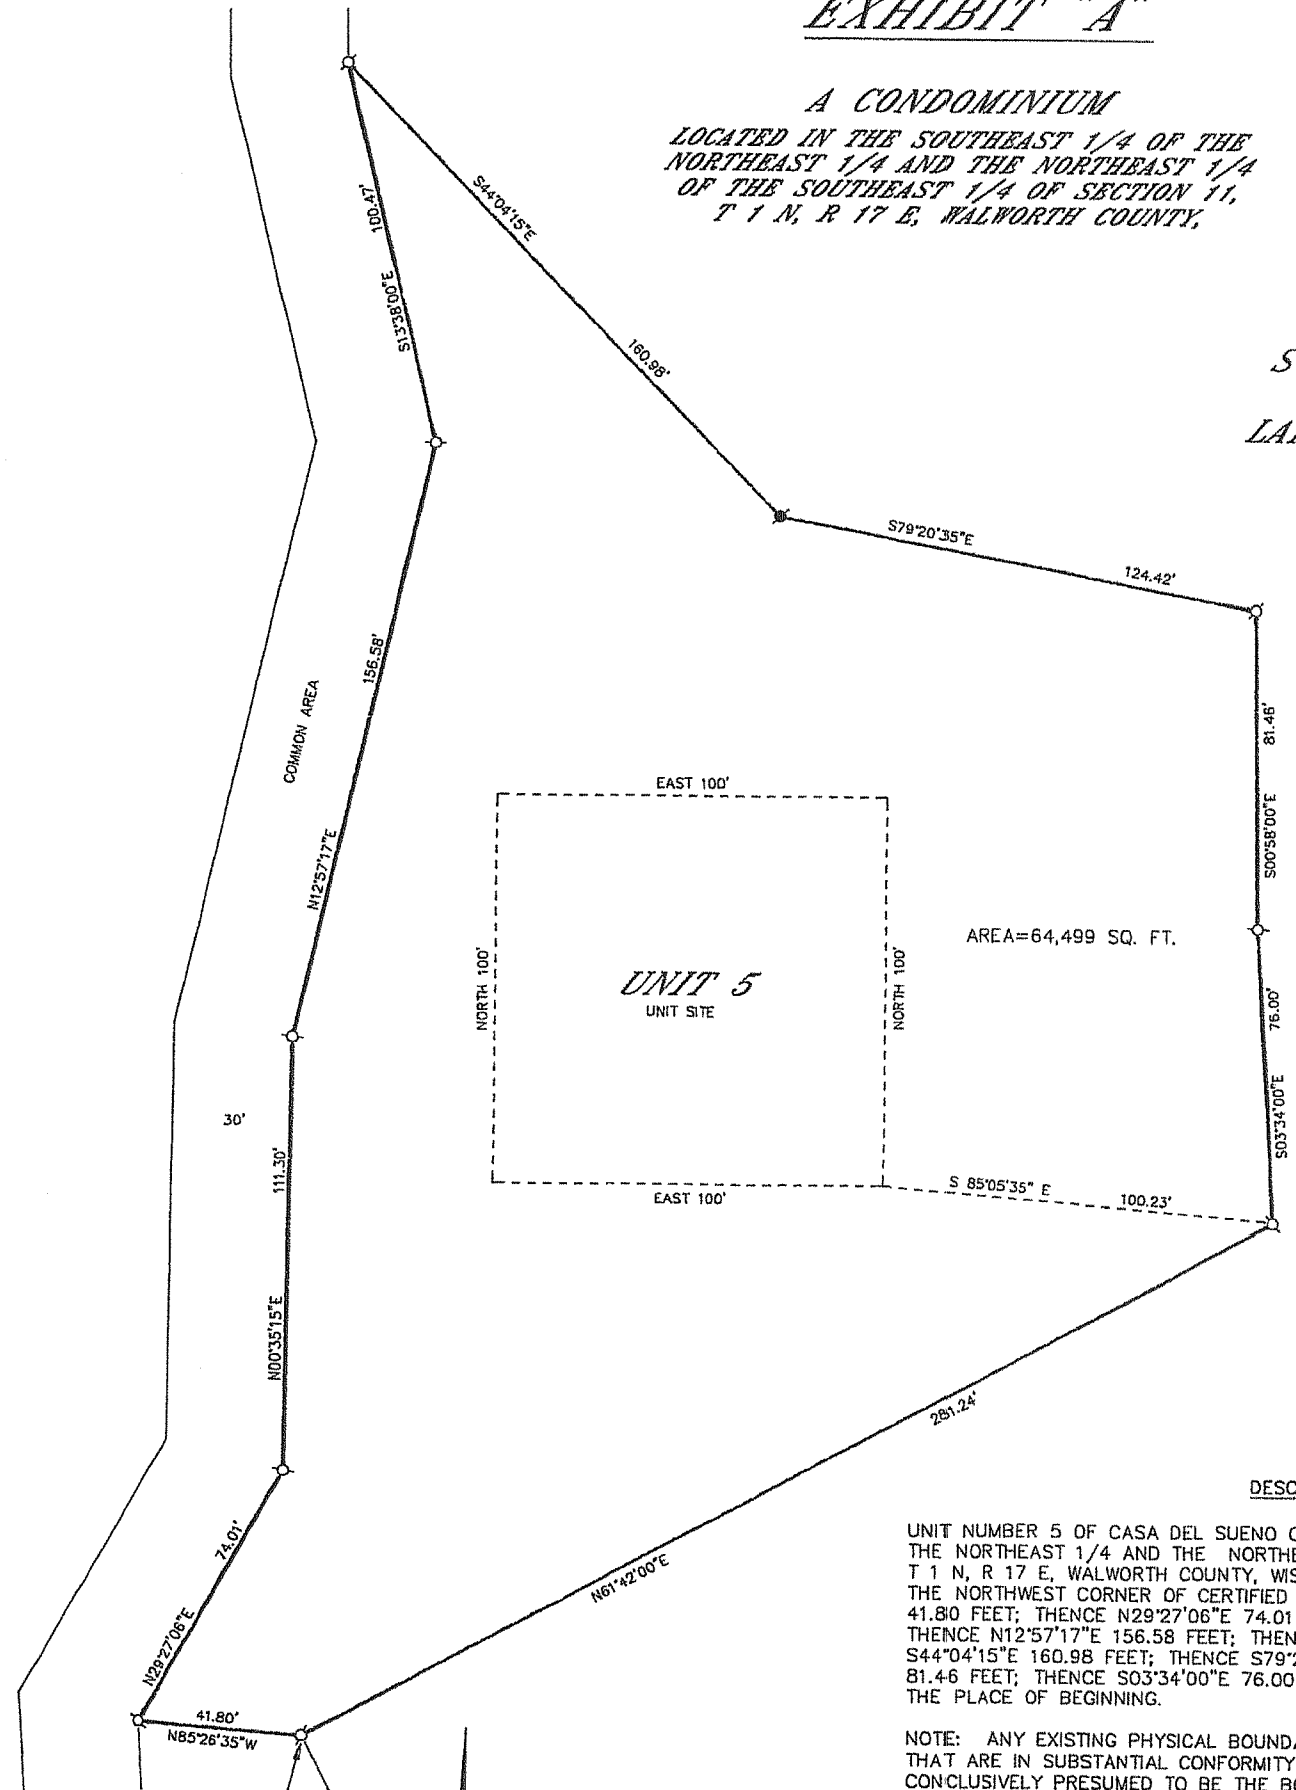 EXHIBIT "A"
A CONDOMINIUM
LOCATED IN THE SOUTHEAST 1/4 OF THE
NORTHEAST 1/4 AND THE NORTHEAST 1/4
OF THE SOUTHEAST 1/4 OF SECTION 11,
T 1 N, R 17 E, WALWORTH COUNTY,
S44°04'15"E
100.47'
S13°38'00"E
160.98'
S
LA
S79°20'35"E
124.42'
156.58'
COMMON AREA
N12°57'17"E
81.46'
S00°58'00"E
EAST 100'
NORTH 100'
NORTH 100'
AREA=64,499 SQ. FT.
UNIT 5
UNIT SITE
76.00'
S03°34'00"E
30'
111.30'
N00°35'15"E
EAST 100'
S 85°05'35" E
100.23'
281.24'
N61°42'00"E
74.01'
N29°27'06"E
41.80'
N85°26'35"W
DESC
UNIT NUMBER 5 OF CASA DEL SUENO C
THE NORTHEAST 1/4 AND THE NORTHE
T 1 N, R 17 E, WALWORTH COUNTY, WIS
THE NORTHWEST CORNER OF CERTIFIED
41.80 FEET; THENCE N29°27'06"E 74.01
THENCE N12°57'17"E 156.58 FEET; THEN
S44°04'15"E 160.98 FEET; THENCE S79°2
81.46 FEET; THENCE S03°34'00"E 76.00
THE PLACE OF BEGINNING.
NOTE: ANY EXISTING PHYSICAL BOUNDA
THAT ARE IN SUBSTANTIAL CONFORMITY
CONCLUSIVELY PRESUMED TO BE THE B